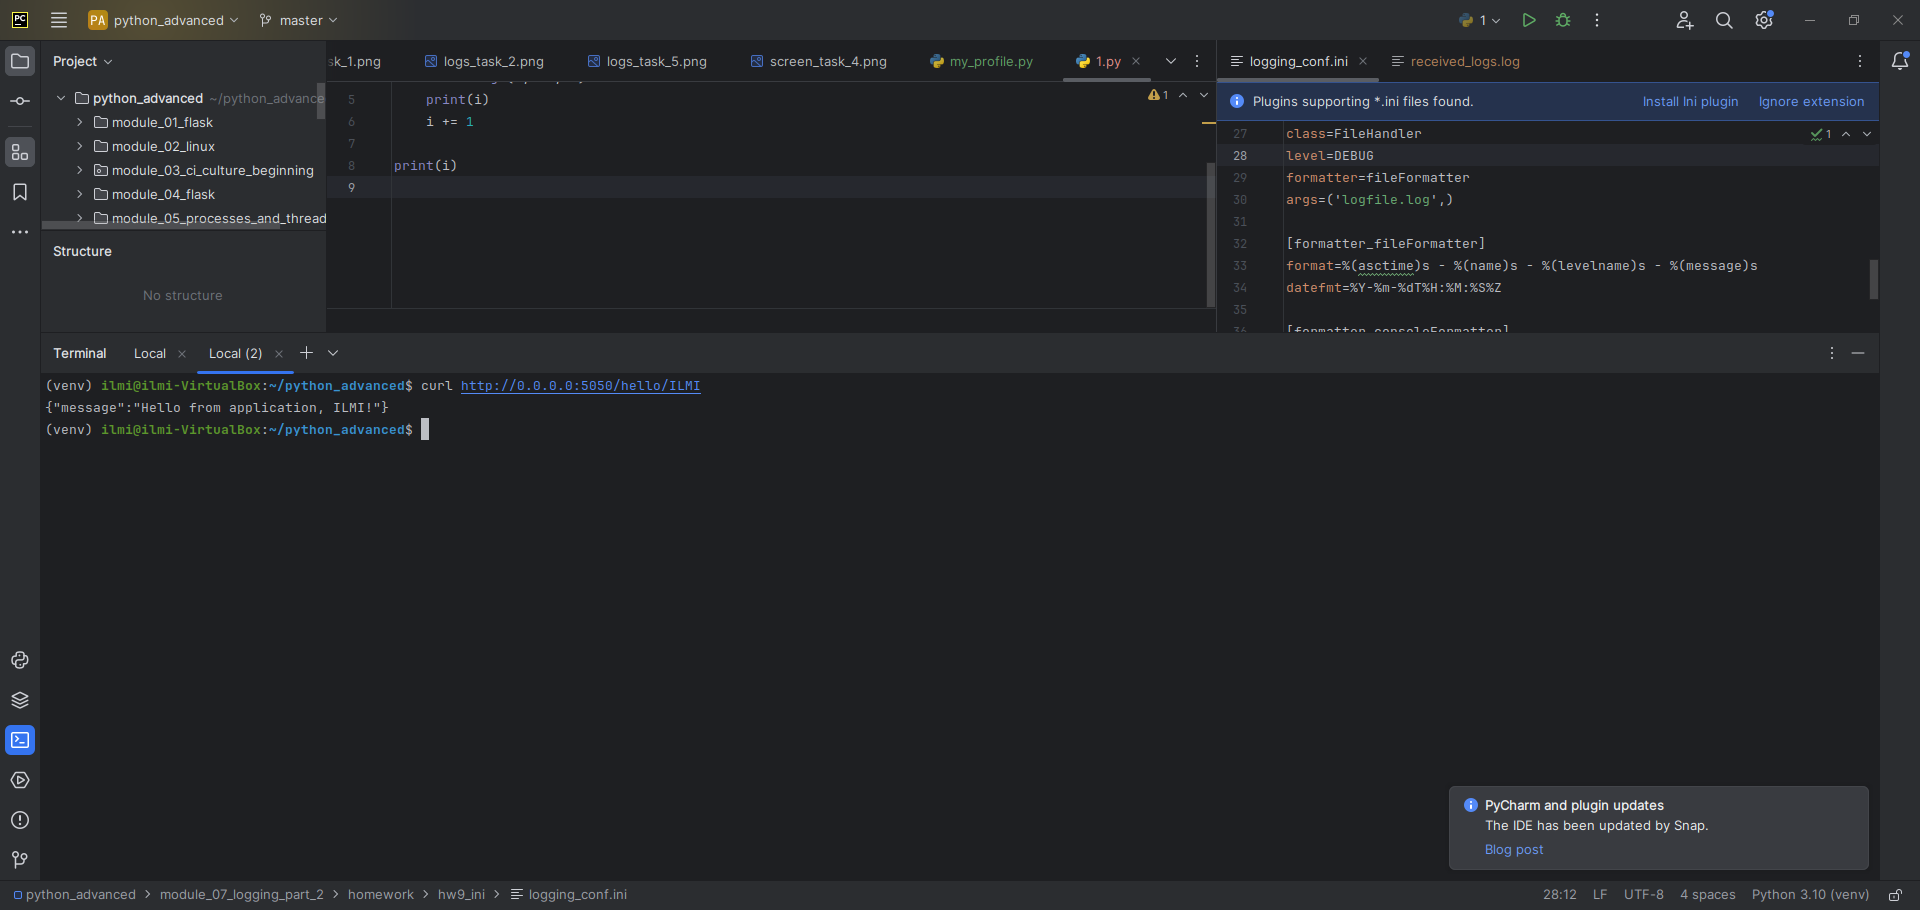 PC
PA python_advanced master 1
Project
sk_1.png logs_task_2.png logs_task_5.png screen_task_4.png my_profile.py 1.py
logging_conf.ini received_logs.log
python_advanced ~/python_advance
module_01_flask
module_02_linux
module_03_ci_culture_beginning
module_04_flask
module_05_processes_and_thread
Structure
No structure
5 print(i)
6 i += 1
7
8 print(i)
9
1
Plugins supporting *.ini files found. Install Ini plugin Ignore extension
27 class=FileHandler
1
28 level=DEBUG
29 formatter=fileFormatter
30 args=('logfile.log',)
31
32 [formatter_fileFormatter]
33 format=%(asctime)s - %(name)s - %(levelname)s - %(message)s
34 datefmt=%Y-%m-%dT%H:%M:%S%Z
35
36 [formatter_consoleFormatter]
Terminal Local Local (2)
(venv) ilmi@ilmi-VirtualBox:~/python_advanced$ curl http://0.0.0.0:5050/hello/ILMI
{"message":"Hello from application, ILMI!"}
(venv) ilmi@ilmi-VirtualBox:~/python_advanced$
PyCharm and plugin updates
The IDE has been updated by Snap.
Blog post
python_advanced > module_07_logging_part_2 > homework > hw9_ini > logging_conf.ini
28:12 LF UTF-8 4 spaces Python 3.10 (venv)